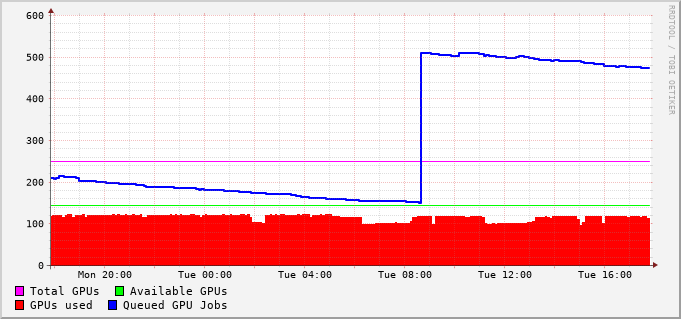 600
500
400
300
200
100
0
Mon 20:00 Tue 00:00 Tue 04:00 Tue 08:00 Tue 12:00 Tue 16:00
Total GPUs Available GPUs
GPUs used Queued GPU Jobs
RRDTOOL / TOBI OETIKER